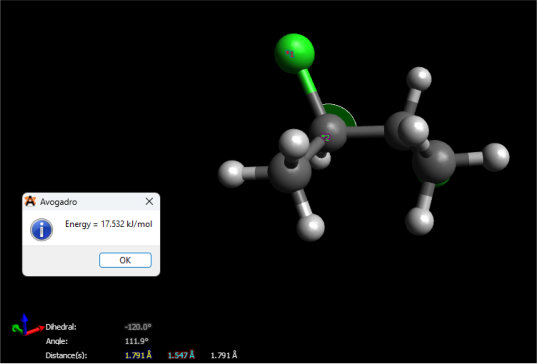 Avogadro
Energy = 17.532 kJ/mol
OK
Dihedral: -120.0°
Angle: 111.9°
Distance(s): 1.791 Å 1.547 Å 1.791 Å